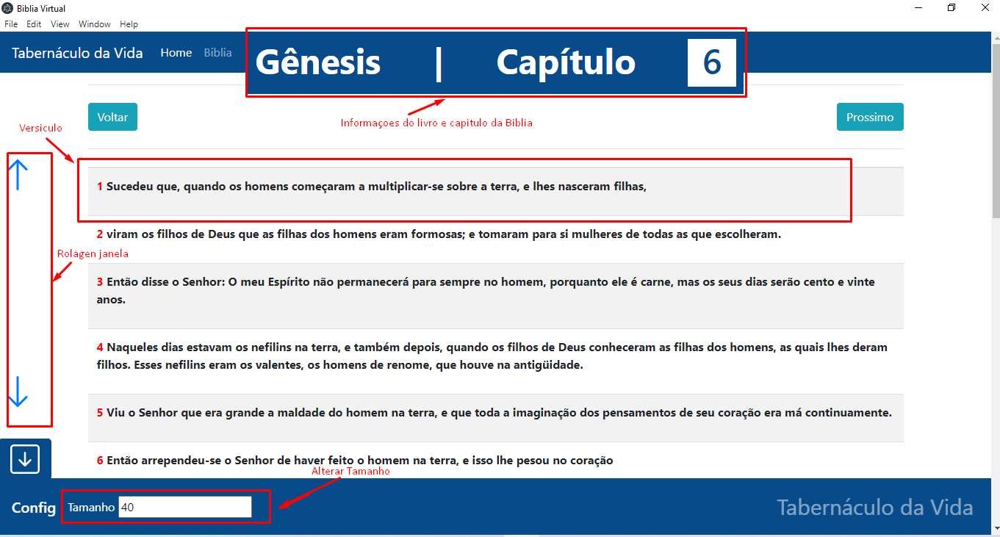 Biblia Virtual
File Edit View Window Help
Tabernáculo da Vida Home Biblia
Gênesis | Capítulo 6
Voltar
Prossimo
Informaçoes do livro e capitulo da Biblia
Versiculo
1 Sucedeu que, quando os homens começaram a multiplicar-se sobre a terra, e lhes nasceram filhas,
2 viram os filhos de Deus que as filhas dos homens eram formosas; e tomaram para si mulheres de todas as que escolheram.
Rolagen janela
3 Então disse o Senhor: O meu Espírito não permanecerá para sempre no homem, porquanto ele é carne, mas os seus dias serão cento e vinte
anos.
4 Naqueles dias estavam os nefilins na terra, e também depois, quando os filhos de Deus conheceram as filhas dos homens, as quais lhes deram
filhos. Esses nefilins eram os valentes, os homens de renome, que houve na antigüidade.
5 Viu o Senhor que era grande a maldade do homem na terra, e que toda a imaginação dos pensamentos de seu coração era má continuamente.
6 Então arrependeu-se o Senhor de haver feito o homem na terra, e isso lhe pesou no coração
Alterar Tamanho
Config Tamanho 40
Tabernáculo da Vida